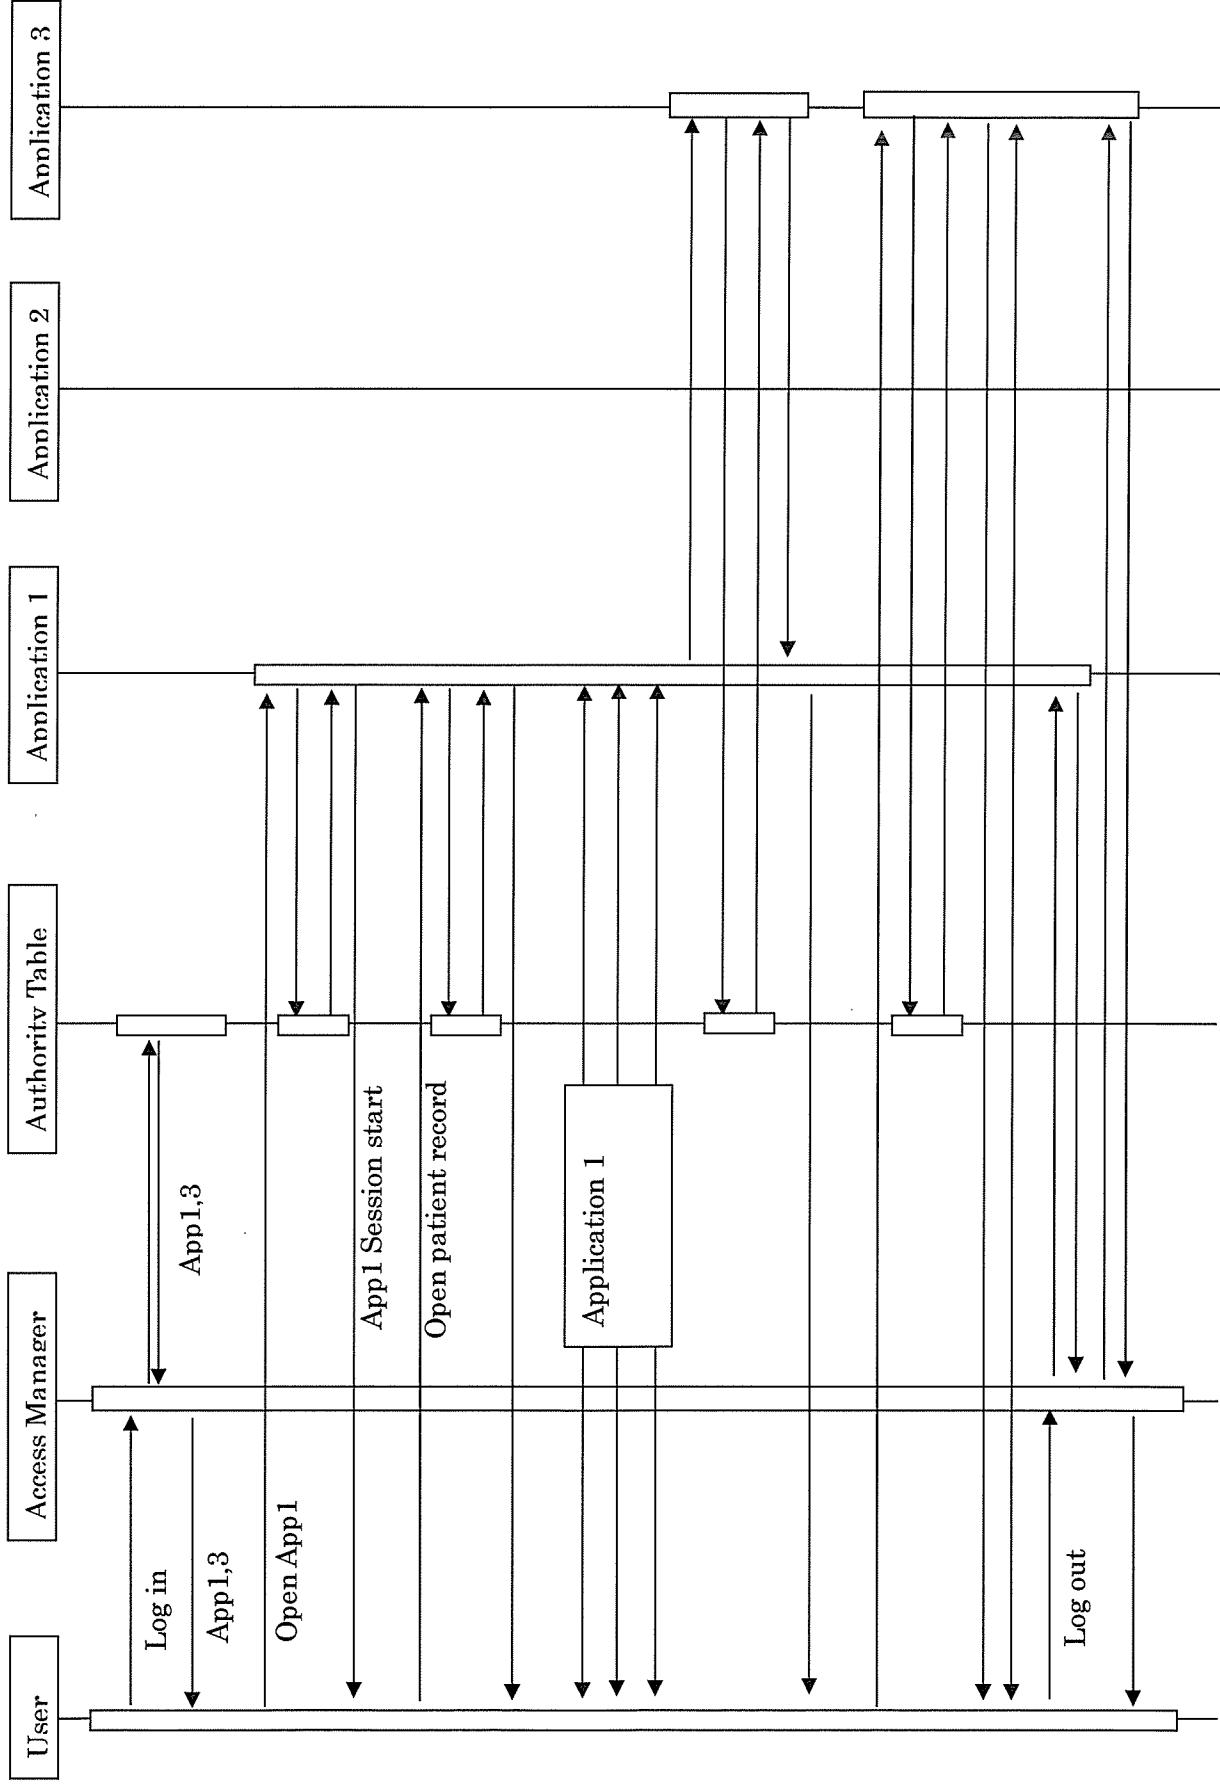 User
Access Manager
Authority Table
Application 1
Application 2
Application 3
Log in
App1,3
App1,3
Open App1
App1 Session start
Open patient record
Application 1
Log out